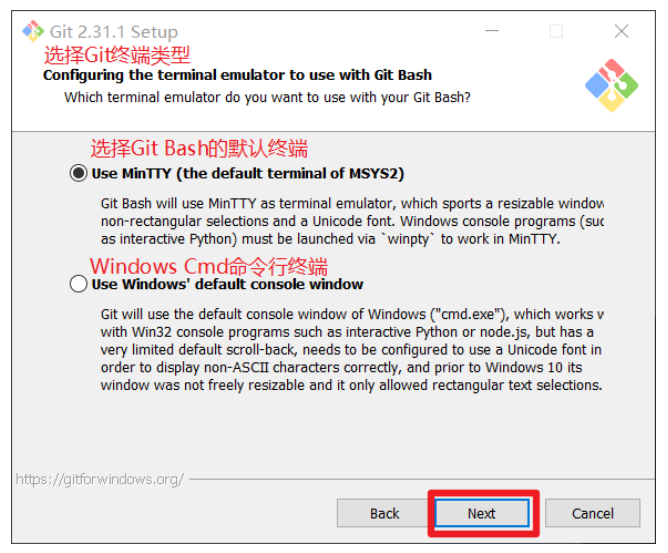 Git 2.31.1 Setup
选择Git终端类型
Configuring the terminal emulator to use with Git Bash
Which terminal emulator do you want to use with your Git Bash?
选择Git Bash的默认终端
Use MinTTY (the default terminal of MSYS2)
Git Bash will use MinTTY as terminal emulator, which sports a resizable window
non-rectangular selections and a Unicode font. Windows console programs (suc
as interactive Python) must be launched via `winpty` to work in MinTTY.
Windows Cmd命令行终端
Use Windows' default console window
Git will use the default console window of Windows ("cmd.exe"), which works w
with Win32 console programs such as interactive Python or node.js, but has a
very limited default scroll-back, needs to be configured to use a Unicode font in
order to display non-ASCII characters correctly, and prior to Windows 10 its
window was not freely resizable and it only allowed rectangular text selections.
https://gitforwindows.org/
Back
Next
Cancel